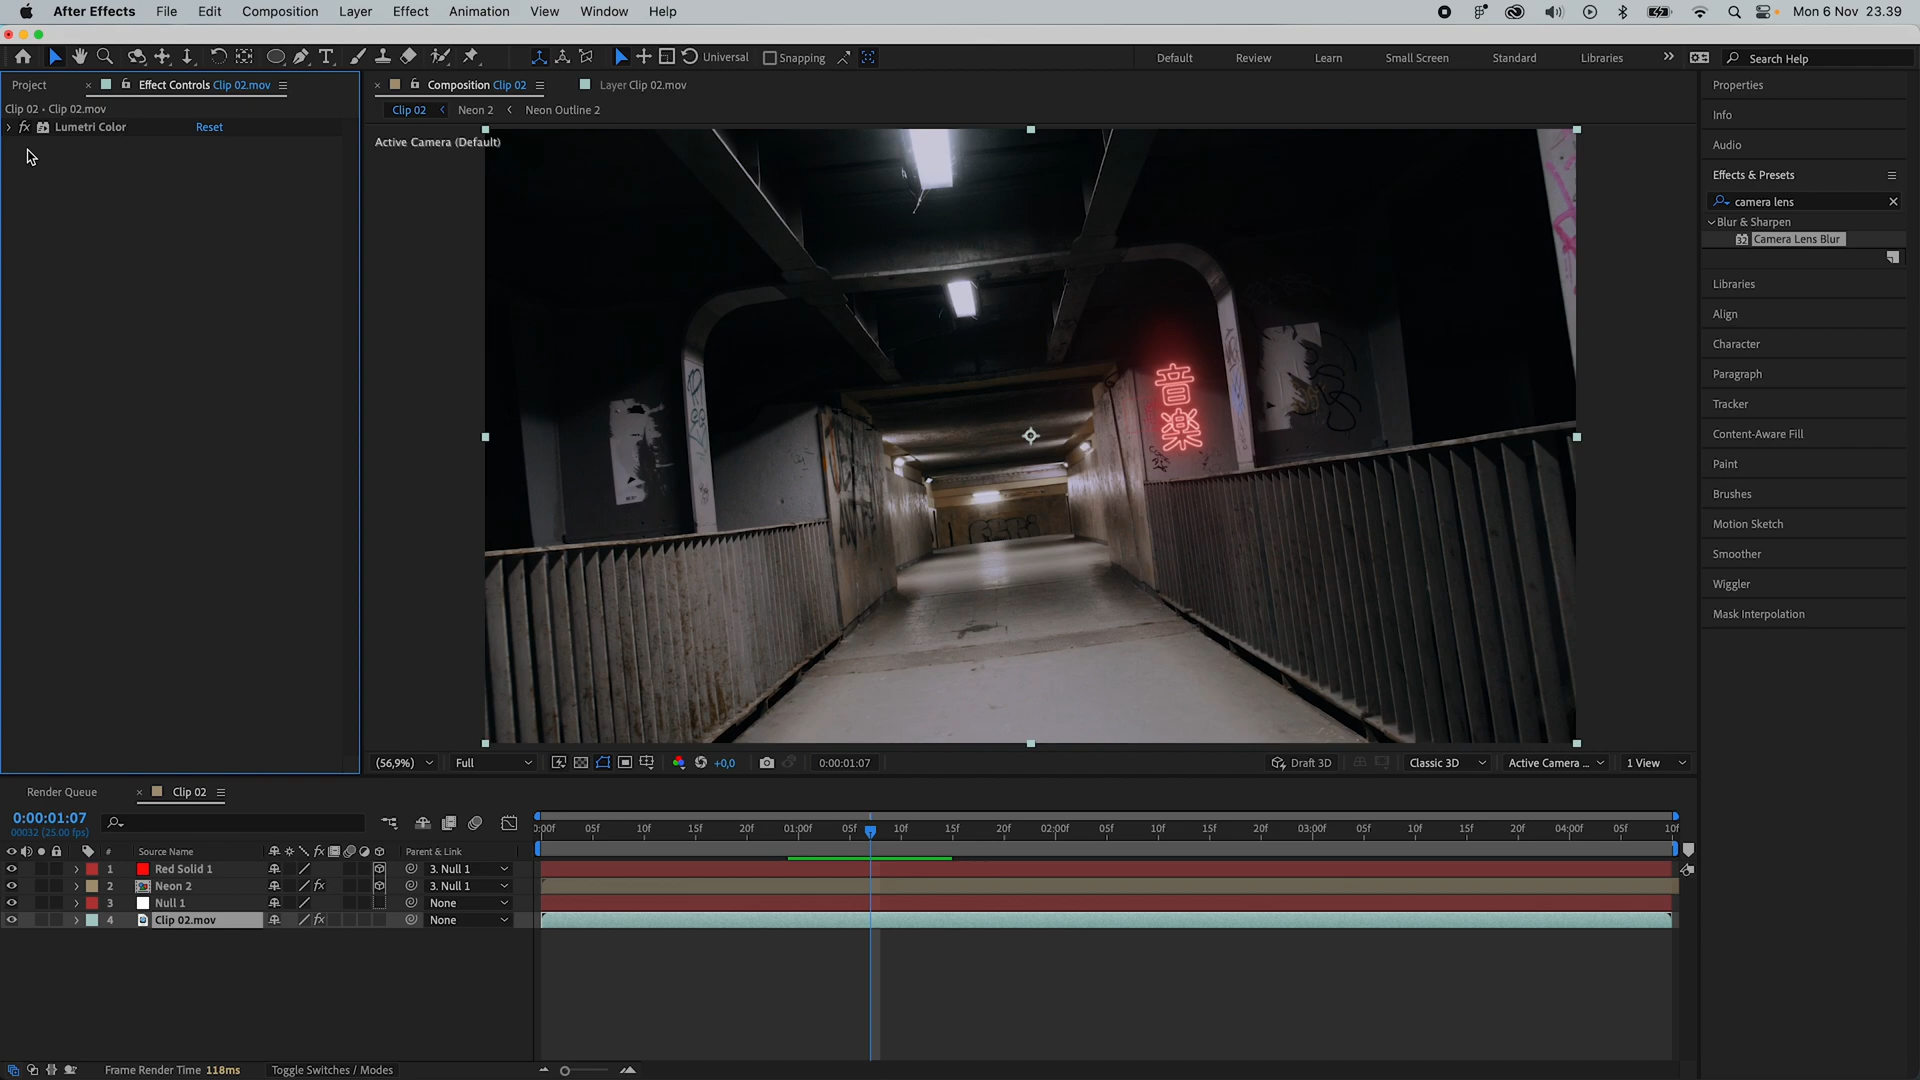 After Effects File Edit Composition Layer Effect Animation View Window Help Mon 6 Nov 23.39
Universal Snapping Default Review Learn Small Screen Standard Libraries Search Help
Project Effect Controls Clip 02.mov Composition Clip 02 Layer Clip 02.mov
Clip 02 • Clip 02.mov
Clip 02 Neon 2 Neon Outline 2
fx Lumetri Color Reset
Active Camera (Default)
音
楽
Properties
Info
Audio
Effects & Presets
camera lens
Blur & Sharpen
32 Camera Lens Blur
Libraries
Align
Character
Paragraph
Tracker
Content-Aware Fill
Paint
Brushes
Motion Sketch
Smoother
Wiggler
Mask Interpolation
(56,9%) Full +0,0 0:00:01:07 Draft 3D Classic 3D Active Camera ... 1 View
Render Queue Clip 02
0:00:01:07
00032 (25.00 fps)
0:00f 05f 10f 15f 20f 01:00f 05f 10f 15f 20f 02:00f 05f 10f 15f 20f 03:00f 05f 10f 15f 20f 04:00f 05f 10f
# Source Name fx Parent & Link
1 Red Solid 1 3. Null 1
2 Neon 2 fx 3. Null 1
3 Null 1 None
4 Clip 02.mov fx None
Frame Render Time 118ms Toggle Switches / Modes